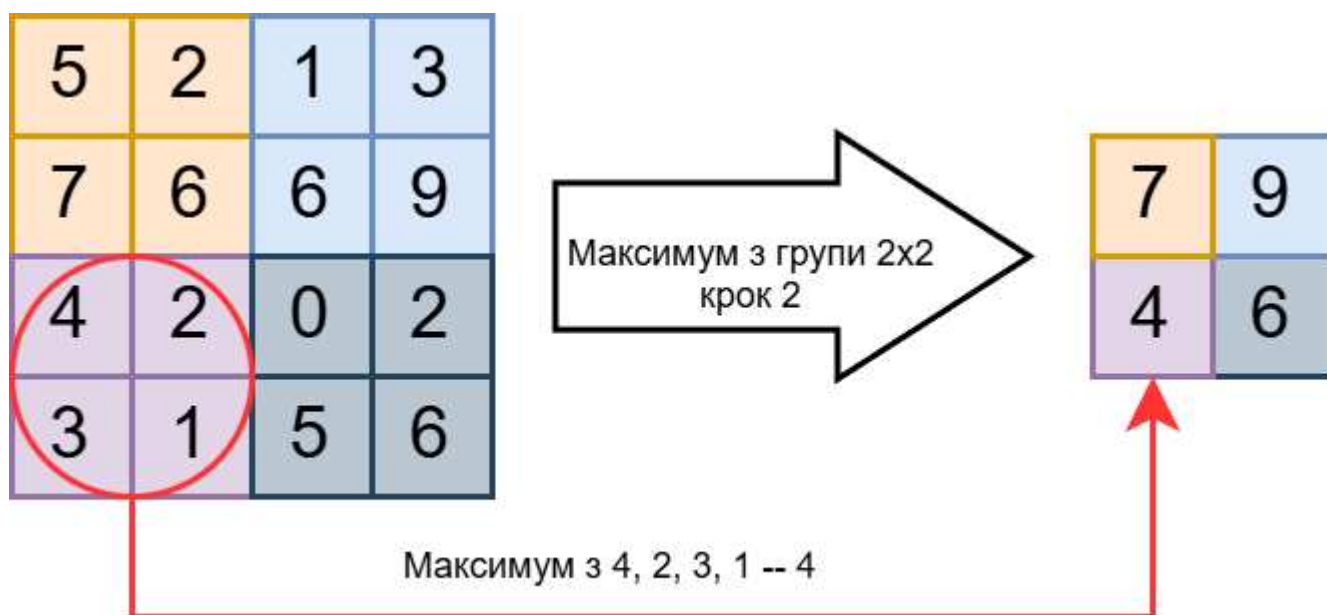 5 2 1 3
7 6 6 9
4 2 0 2
3 1 5 6
Максимум з групи 2x2
крок 2
7 9
4 6
Максимум з 4, 2, 3, 1 -- 4